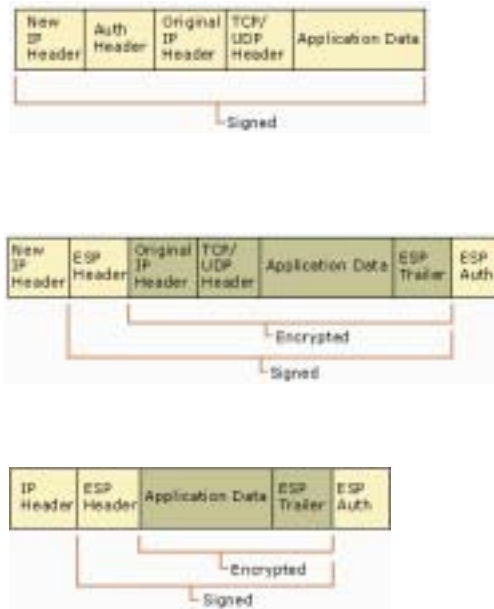 New IP Header
Auth Header
Original IP Header
TCP/ UDP Header
Application Data
Signed
New IP Header
ESP Header
Original IP Header
TCP/ UDP Header
Application Data
ESP Trailer
ESP Auth
Encrypted
Signed
IP Header
ESP Header
Application Data
ESP Trailer
ESP Auth
Encrypted
Signed